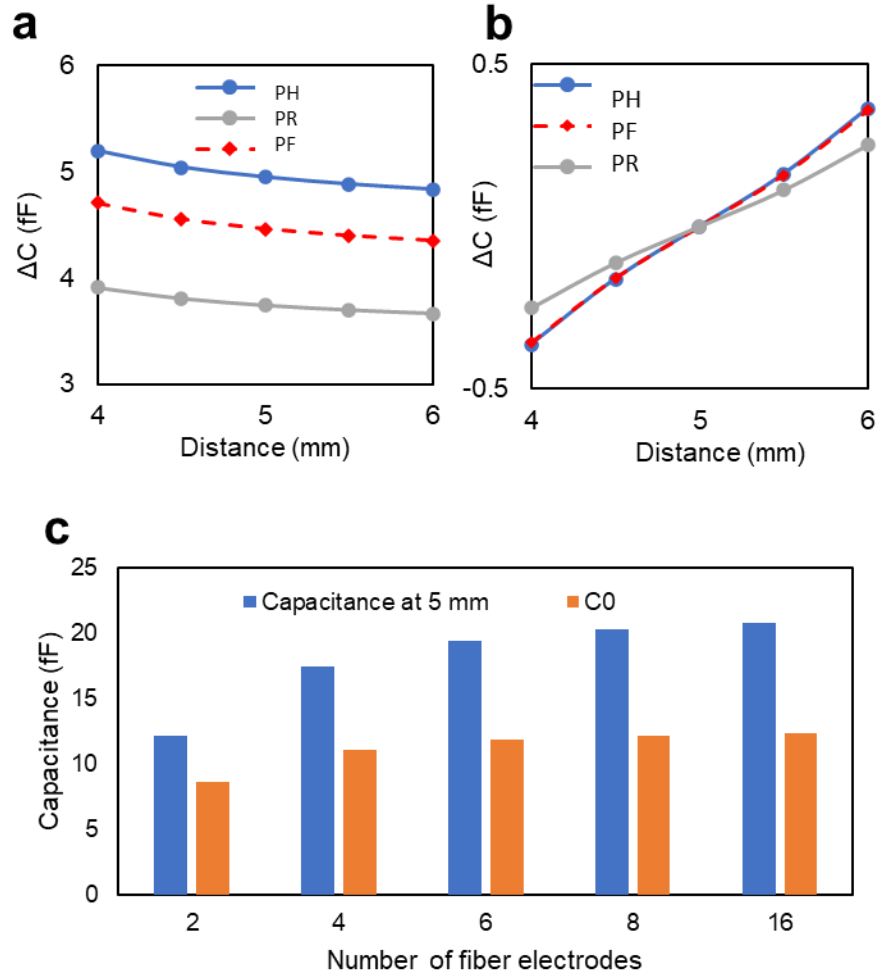 a
6
5
4
3
ΔC (fF)
PH
PR
PF
4 5 6
Distance (mm)
b
0.5
-0.5
ΔC (fF)
PH
PF
PR
4 5 6
Distance (mm)
c
25
20
15
10
5
0
Capacitance (fF)
Capacitance at 5 mm C0
2 4 6 8 16
Number of fiber electrodes